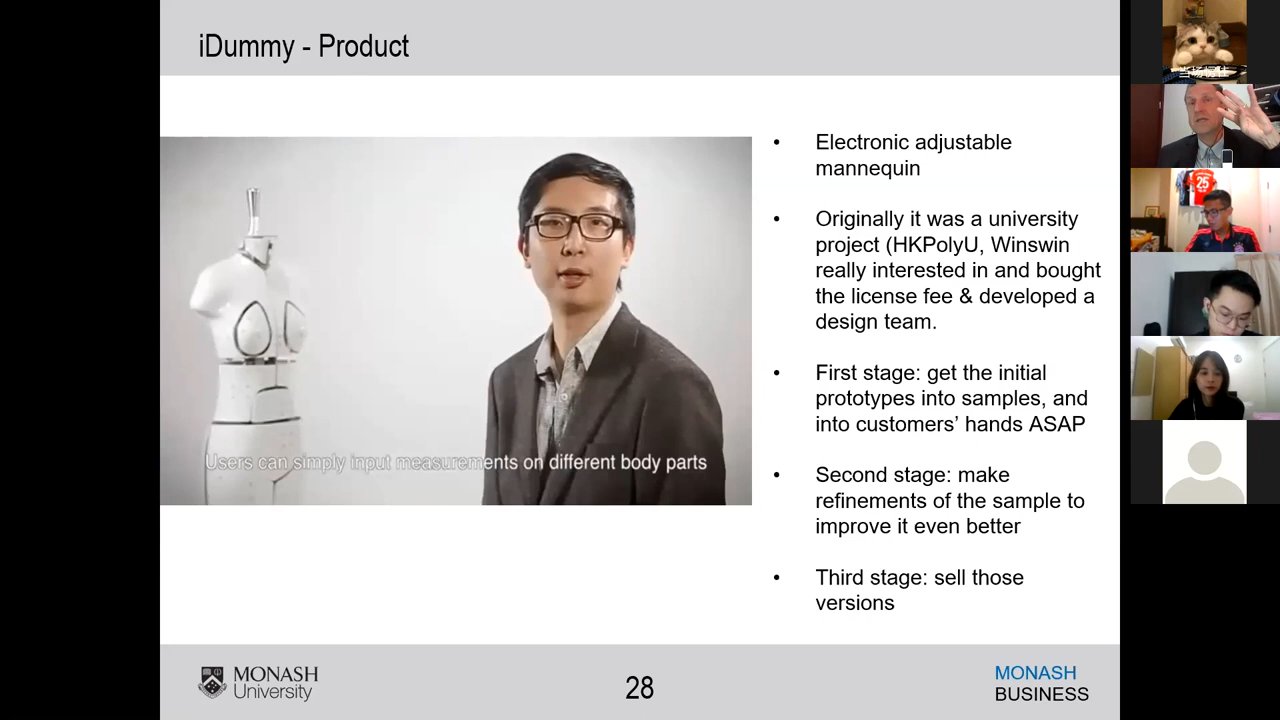 iDummy - Product
Users can simply input measurements on different body parts
• Electronic adjustable
mannequin
• Originally it was a university
project (HKPolyU, Winswin
really interested in and bought
the license fee & developed a
design team.
• First stage: get the initial
prototypes into samples, and
into customers’ hands ASAP
• Second stage: make
refinements of the sample to
improve it even better
• Third stage: sell those
versions
MONASH
University
28
MONASH
BUSINESS
25